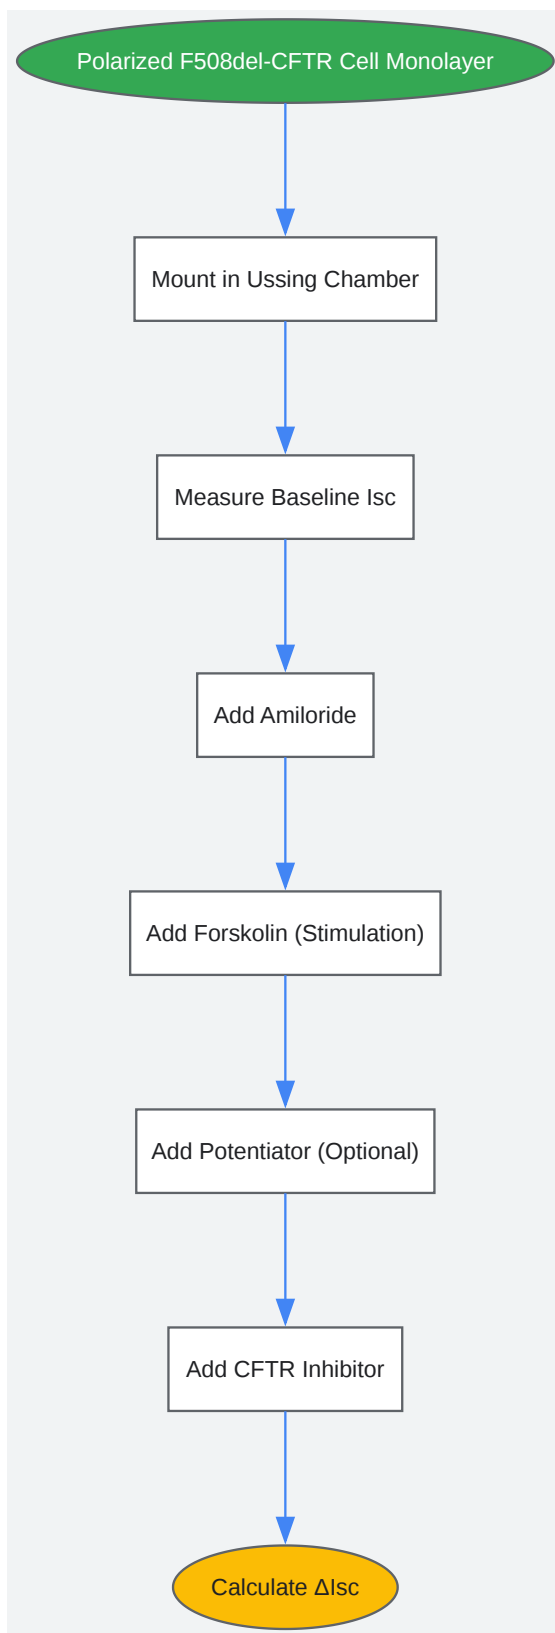 Polarized F508del-CFTR Cell Monolayer
Mount in Ussing Chamber
Measure Baseline Isc
Add Amiloride
Add Forskolin (Stimulation)
Add Potentiator (Optional)
Add CFTR Inhibitor
Calculate ΔIsc